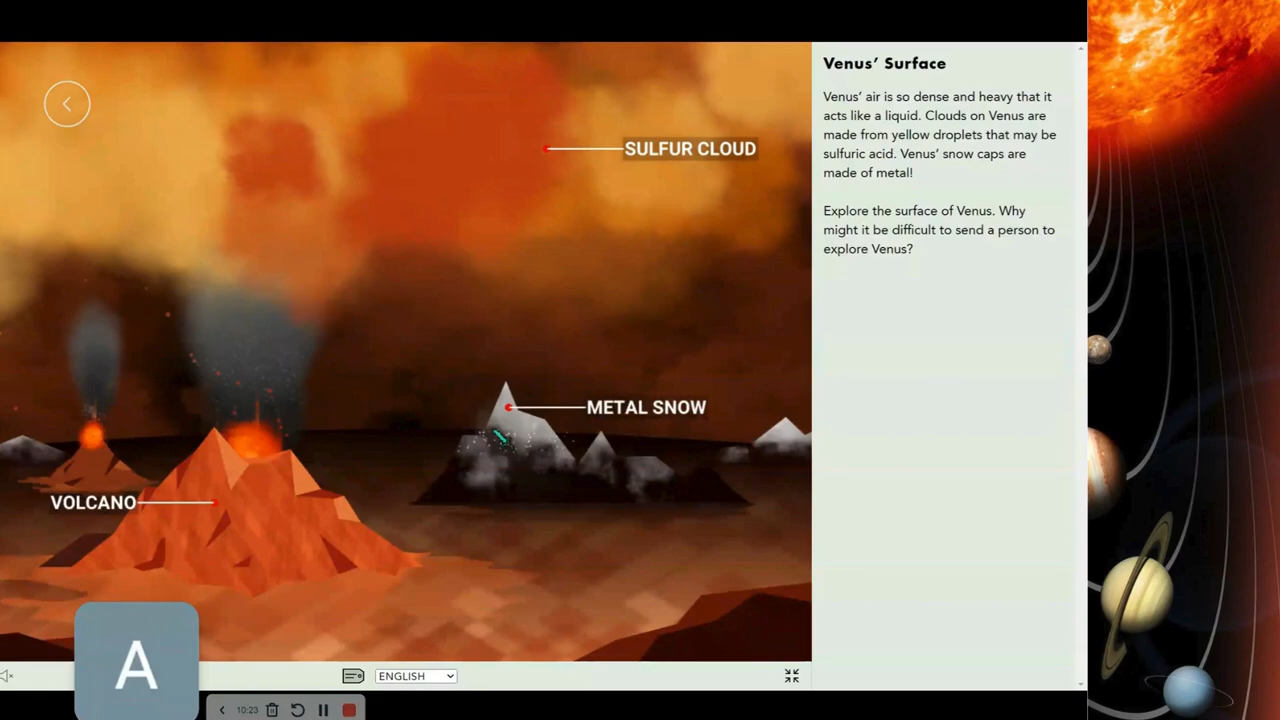 Venus' Surface
Venus' air is so dense and heavy that it
acts like a liquid. Clouds on Venus are
made from yellow droplets that may be
sulfuric acid. Venus' snow caps are
made of metal!
Explore the surface of Venus. Why
might it be difficult to send a person to
explore Venus?
SULFUR CLOUD
METAL SNOW
VOLCANO
A
ENGLISH
10:23